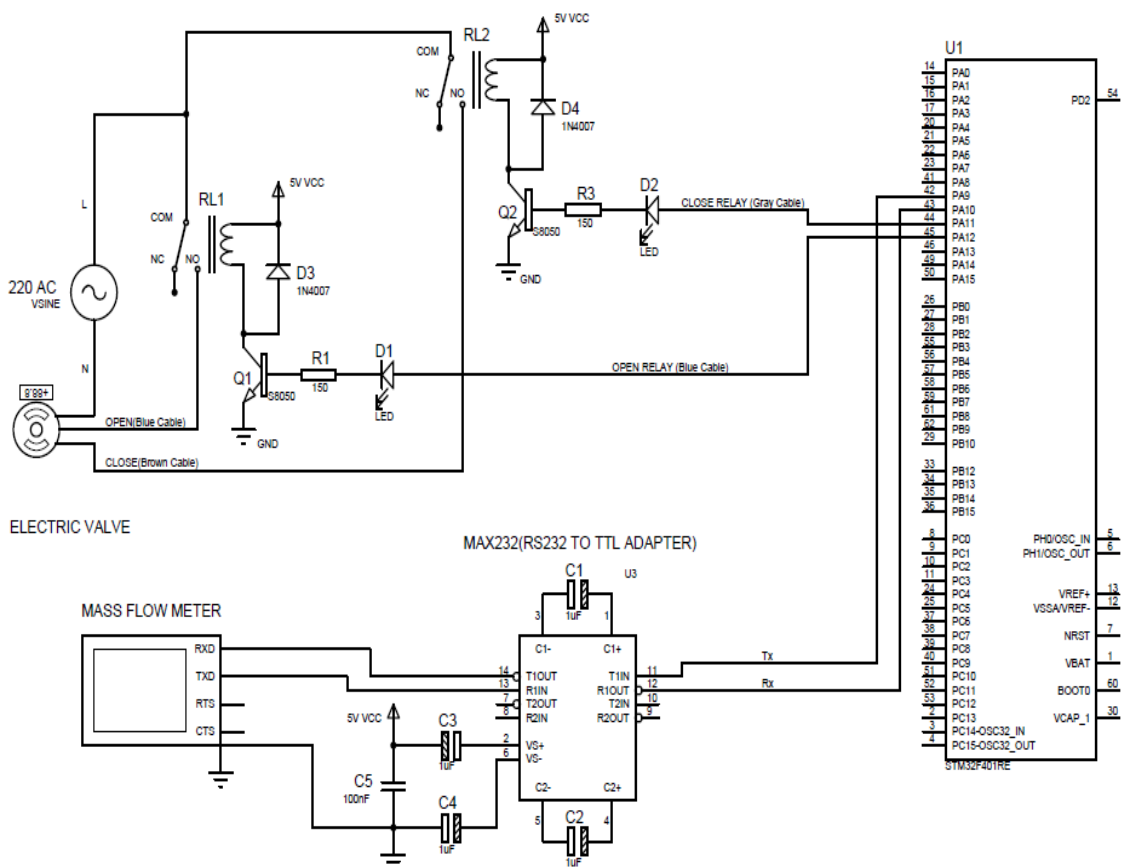 5V VCC
RL2
COM
NC
NO
D4
1N4007
5V VCC
RL1
L
COM
NC
NO
D3
1N4007
Q2
S8050
GND
R3
150
D2
LED
CLOSE RELAY (Gray Cable)
220 AC
VSINE
N
Q1
S8050
GND
R1
150
D1
LED
OPEN RELAY (Blue Cable)
+88.8
OPEN(Blue Cable)
CLOSE(Brown Cable)
ELECTRIC VALVE
U1
14 PA0
15 PA1
16 PA2
17 PA3
20 PA4
21 PA5
22 PA6
23 PA7
41 PA8
42 PA9
43 PA10
44 PA11
45 PA12
46 PA13
49 PA14
50 PA15
26 PB0
27 PB1
28 PB2
55 PB3
56 PB4
57 PB5
58 PB6
59 PB7
61 PB8
62 PB9
29 PB10
33 PB12
34 PB13
35 PB14
36 PB15
8 PC0
9 PC1
10 PC2
11 PC3
24 PC4
25 PC5
37 PC6
38 PC7
39 PC8
40 PC9
51 PC10
52 PC11
53 PC12
2 PC13
3 PC14-OSC32_IN
4 PC15-OSC32_OUT
PD2 54
PH0/OSC_IN 5
PH1/OSC_OUT 6
VREF+ 13
VSSA/VREF- 12
NRST 7
VBAT 1
BOOT0 60
VCAP_1 30
STM32F401RE
MAX232(RS232 TO TTL ADAPTER)
U3
C1
1uF
3
1
C1-
C1+
14 T1OUT
13 R1IN
7 T2OUT
8 R2IN
2 VS+
6 VS-
T1IN 11
R1OUT 12
T2IN 10
R2OUT 9
C2-
C2+
5
4
C2
1uF
Tx
Rx
MASS FLOW METER
RXD
TXD
RTS
CTS
5V VCC
C3
1uF
C5
100nF
C4
1uF